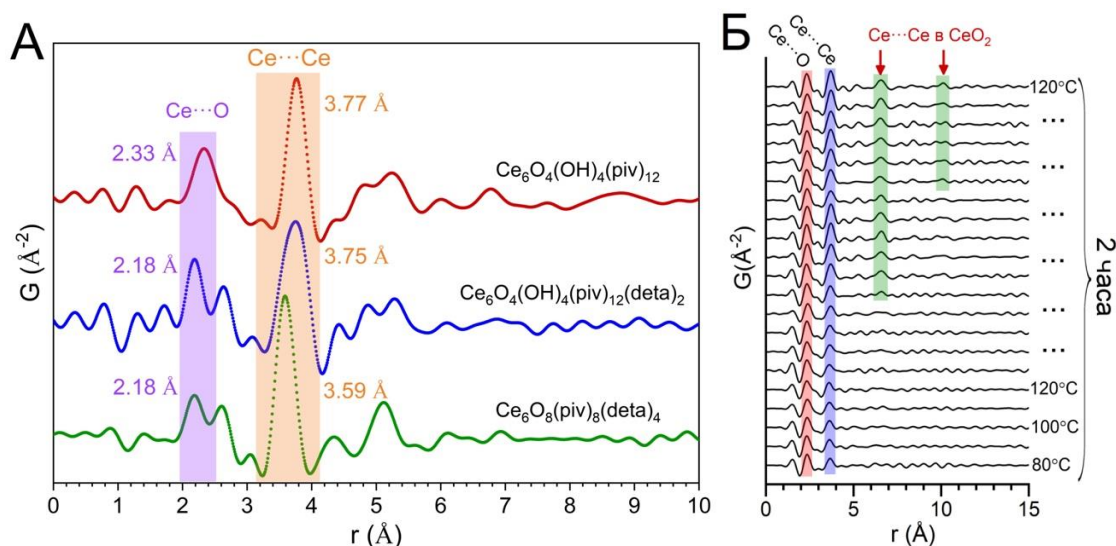 А
Ce···O
Ce···Ce
2.33 Å
3.77 Å
Ce₆O₄(OH)₄(piv)₁₂
2.18 Å
3.75 Å
Ce₆O₄(OH)₄(piv)₁₂(deta)₂
2.18 Å
3.59 Å
Ce₆O₈(piv)₈(deta)₄
G (Å⁻²)
0 1 2 3 4 5 6 7 8 9 10
r (Å)
Б
Ce···O
Ce···Ce
Ce···Ce в CeO₂
120°C
...
...
...
...
...
120°C
100°C
80°C
2 часа
G(Å⁻²)
0 5 10 15
r (Å)